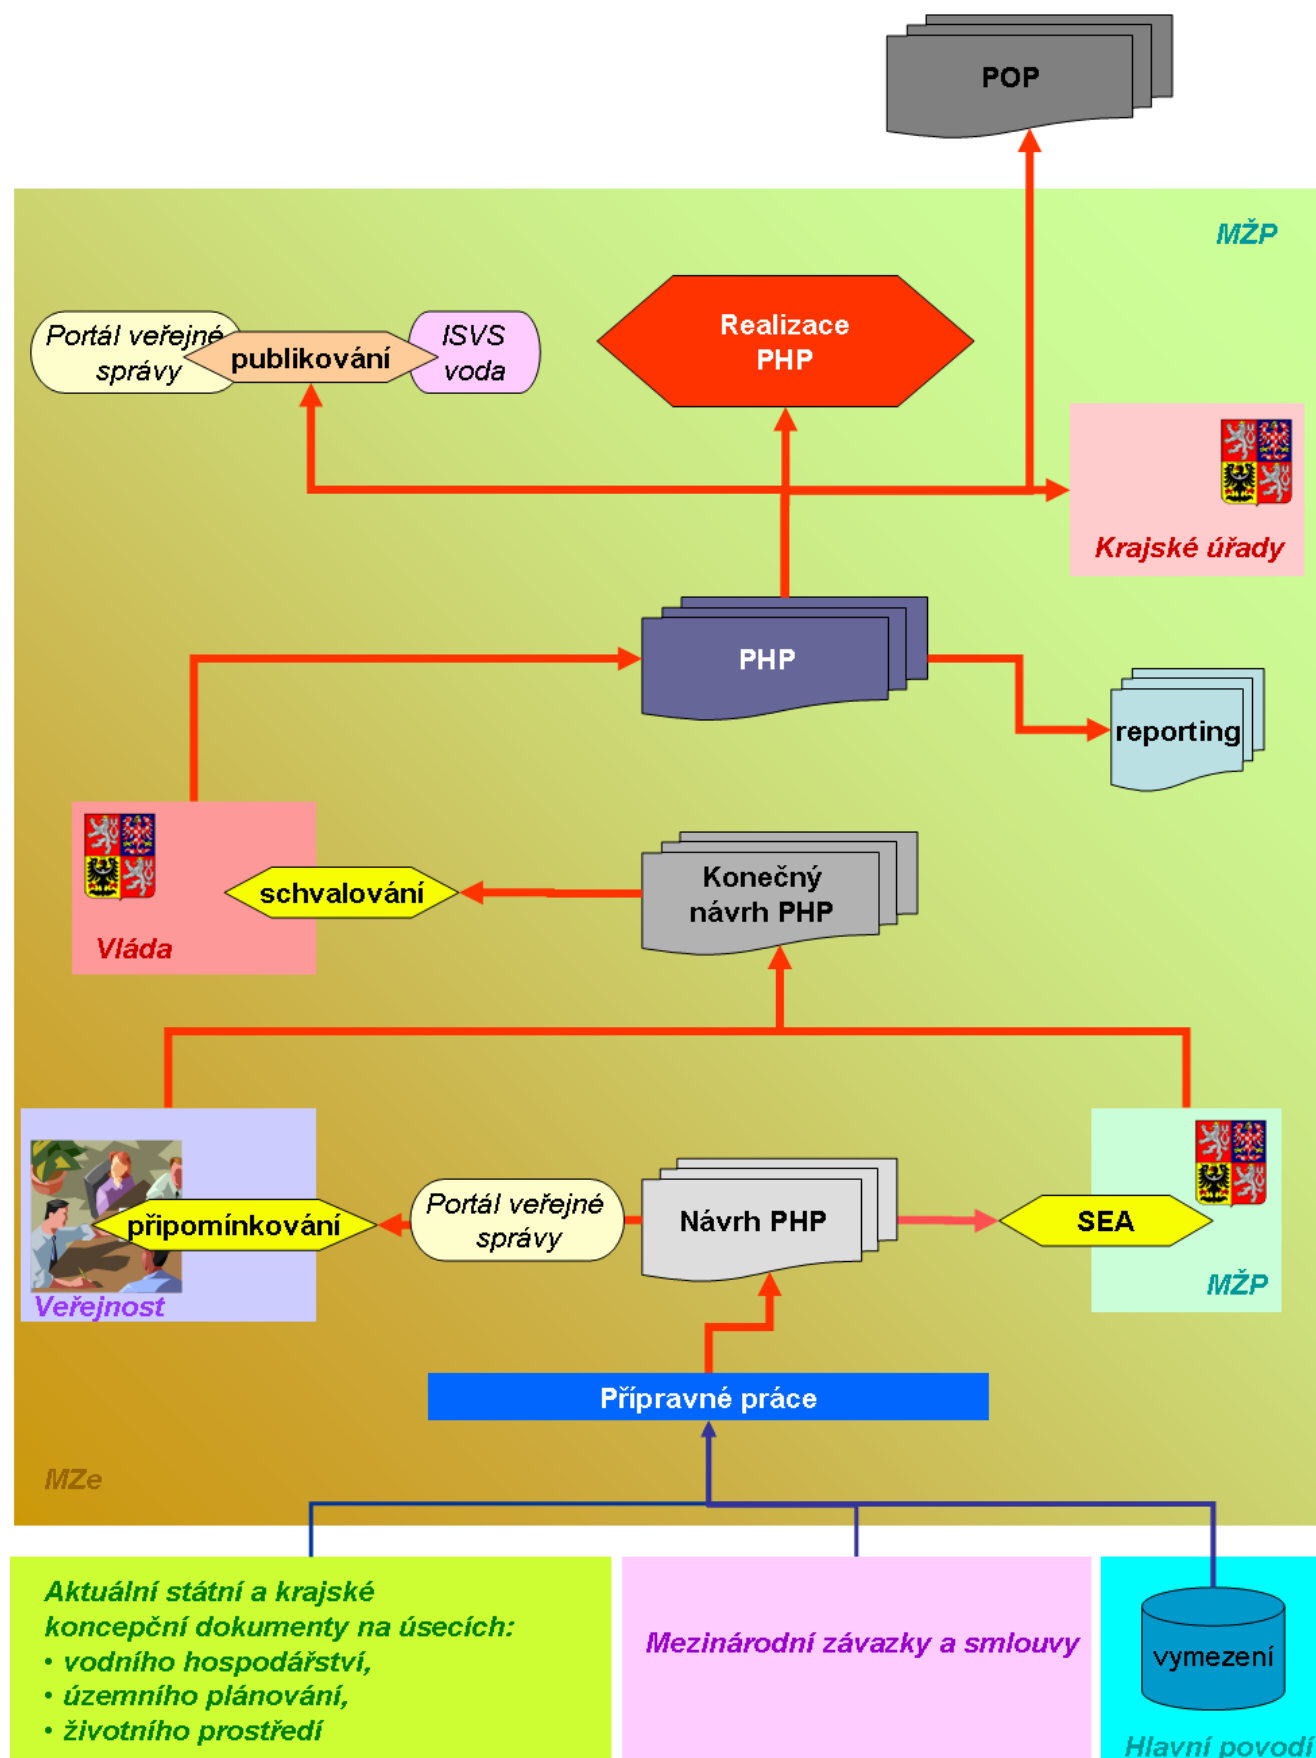 POP
MŽP
Realizace
PHP
Portál veřejné
správy
publikování
ISVS
voda
Krajské úřady
PHP
reporting
schvalování
Vláda
Konečný
návrh PHP
připomínkování
Veřejnost
Portál veřejné
správy
Návrh PHP
SEA
MŽP
Přípravné práce
MZe
Aktuální státní a krajské
koncepční dokumenty na úsecích:
• vodního hospodářství,
• územního plánování,
• životního prostředí
Mezinárodní závazky a smlouvy
vymezení
Hlavní povodí